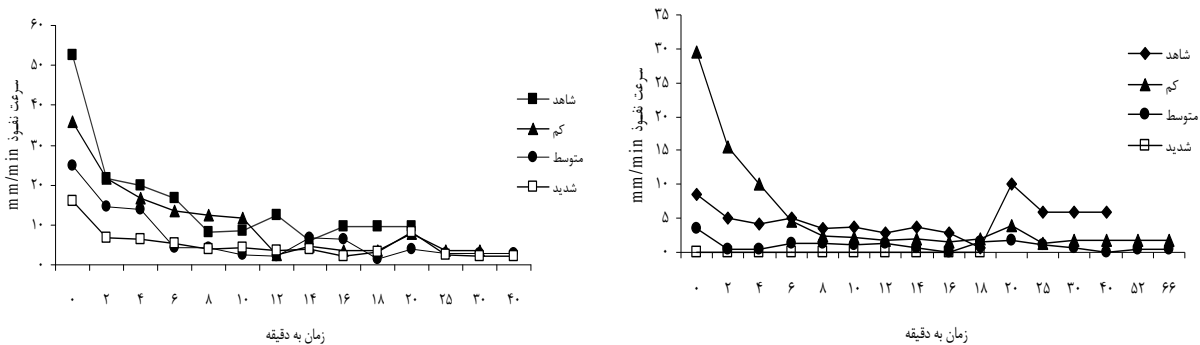 ۶۰
۵۰
۴۰
۳۰
۲۰
۱۰
۰
سرعت نفوذ mm/min
۰ ۲ ۴ ۶ ۸ ۱۰ ۱۲ ۱۴ ۱۶ ۱۸ ۲۰ ۲۵ ۳۰ ۴۰
زمان به دقیقه
شاهد
کم
متوسط
شدید
۳۵
۳۰
۲۵
۲۰
۱۵
۱۰
۵
۰
سرعت نفوذ mm/min
۰ ۲ ۴ ۶ ۸ ۱۰ ۱۲ ۱۴ ۱۶ ۱۸ ۲۰ ۲۵ ۳۰ ۴۰ ۵۲ ۶۶
زمان به دقیقه
شاهد
کم
متوسط
شدید